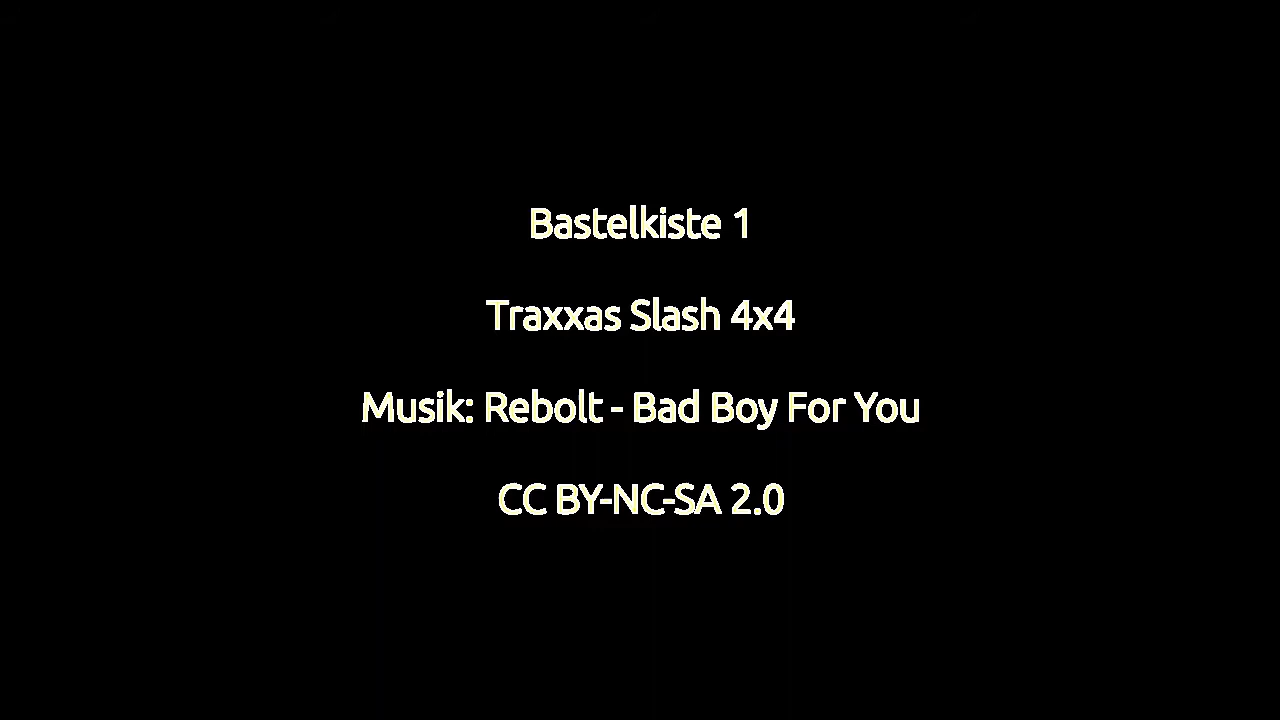 Bastelkiste 1
Traxxas Slash 4x4
Musik: Rebolt - Bad Boy For You
CC BY-NC-SA 2.0